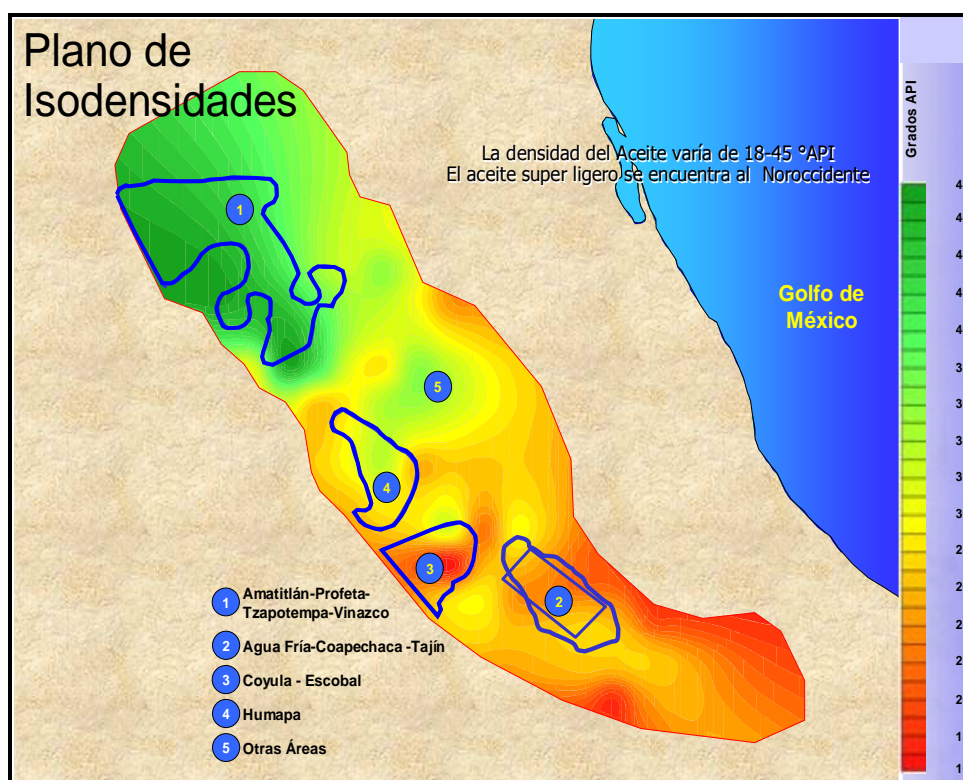 Plano de
Isodensidades
La densidad del Aceite varía de 18-45 °API
El aceite super ligero se encuentra al Noroccidente
Grados API
Golfo de
México
1
5
4
3
2
1 Amatitlán-Profeta-
Tzapotempa-Vinazco
2 Agua Fría-Coapechaca -Tajín
3 Coyula - Escobal
4 Humapa
5 Otras Áreas